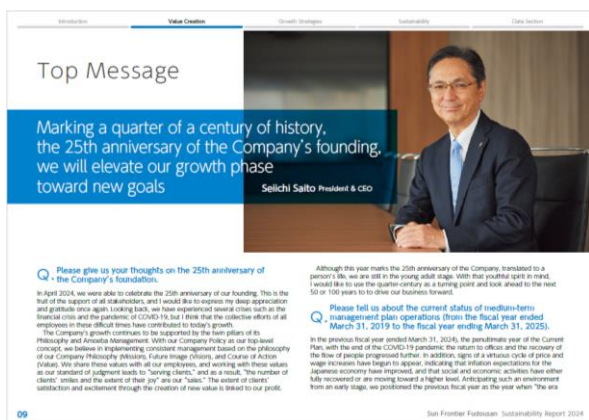 Introduction
Value Creation
Growth Strategies
Sustainability
Data Section
Top Message
Marking a quarter of a century of history,
the 25th anniversary of the Company's founding,
we will elevate our growth phase
toward new goals
Seiichi Saito President & CEO
Q. Please give us your thoughts on the 25th anniversary of
the Company's foundation.
In April 2024, we were able to celebrate the 25th anniversary of our founding. This is the
fruit of the support of all stakeholders, and I would like to express my deep appreciation
and gratitude once again. Looking back, we have experienced several crises such as the
financial crisis and the pandemic of COVID-19, but I think that the collective efforts of all
employees in these difficult times have contributed to today's growth.
The Company's growth continues to be supported by the twin pillars of its
Philosophy and Amoeba Management. With our Company Policy as our top-level
concept, we believe in implementing consistent management based on the philosophy
of our Company Philosophy (Mission), Future Image (Vision), and Course of Action
(Value). We share these values with all our employees, and working with these values
as our standard of judgment leads to "serving clients," and as a result, "the number of
clients' smiles and the extent of their joy" are our "sales." The extent of clients'
satisfaction and excitement through the creation of new value is linked to our profit.
Although this year marks the 25th anniversary of the Company, translated to a
person's life, we are still in the young adult stage. With that youthful spirit in mind,
I would like to use the quarter-century as a turning point and look ahead to the next
50 or 100 years to to drive our business forward.
Q. Please tell us about the current status of medium-term
management plan operations (from the fiscal year ended
March 31, 2019 to the fiscal year ending March 31, 2025).
In the previous fiscal year (ended March 31, 2024), the penultimate year of the Current
Plan, with the end of the COVID-19 pandemic the return to offices and the recovery of
the flow of people progressed further. In addition, signs of a virtuous cycle of price and
wage increases have begun to appear, indicating that inflation expectations for the
Japanese economy have improved, and that social and economic activities have either
fully recovered or are moving toward a higher level. Anticipating such an environment
from an early stage, we positioned the previous fiscal year as the year when "the era
09
Sun Frontier Fudousan Sustainability Report 2024